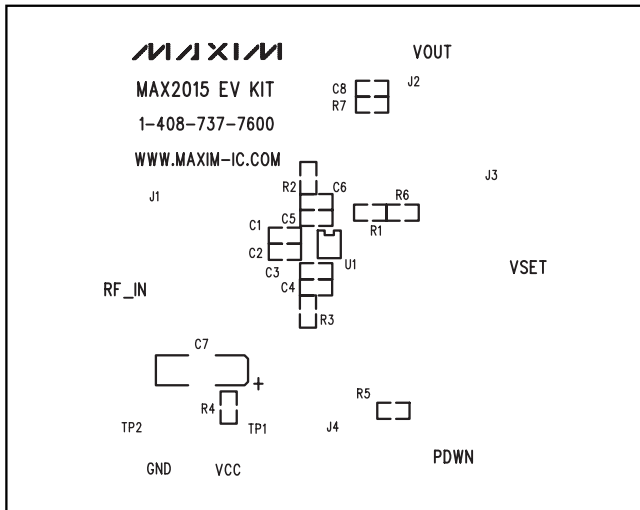 MAXIM
VOUT
MAX2015 EV KIT
C8
J2
R7
1-408-737-7600
WWW.MAXIM-IC.COM
J3
R2
C6
J1
R6
C5
C1
R1
C2
U1
C3
VSET
C4
RF_IN
R3
C7
+
R5
R4
TP2
TP1
J4
PDWN
GND
VCC